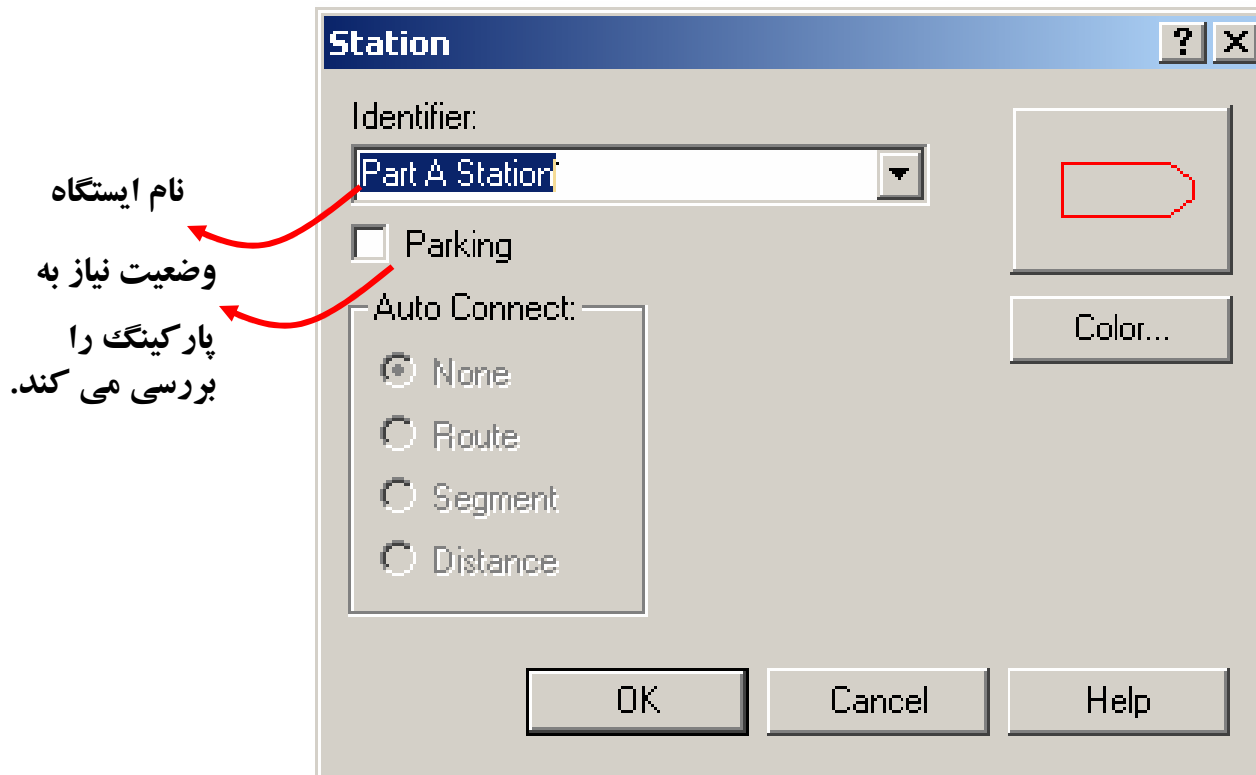 Station
Identifier:
Part A Station
Parking
Auto Connect:
None
Route
Segment
Distance
Color...
OK
Cancel
Help
نام ایستگاه
وضعیت نیاز به
پارکینگ را
بررسی می کند.